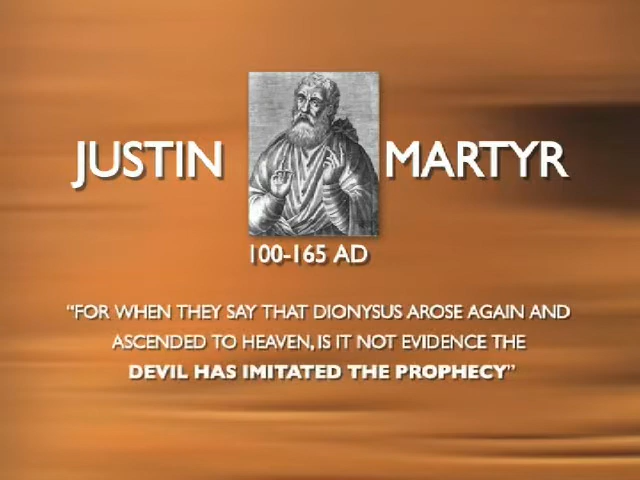 JUSTIN MARTYR
100-165 AD
“FOR WHEN THEY SAY THAT DIONYSUS AROSE AGAIN AND
ASCENDED TO HEAVEN, IS IT NOT EVIDENCE THE
DEVIL HAS IMITATED THE PROPHECY”